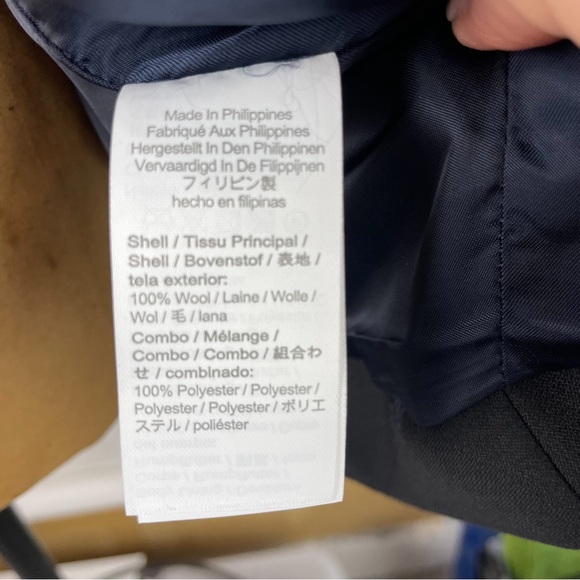 Made In Philippines
Fabriqué Aux Philippines
Hergestellt In Den Philippinen
Vervaardigd In De Filippijnen
フィリピン製
hecho en filipinas
Shell / Tissu Principal /
Shell / Bovenstof / 表地 /
tela exterior:
100% Wool / Laine / Wolle /
Wol / 毛 / lana
Combo / Mélange /
Combo / Combo / 組合わ
せ / combinado:
100% Polyester / Polyester /
Polyester / Polyester / ポリエ
ステル / poliéster